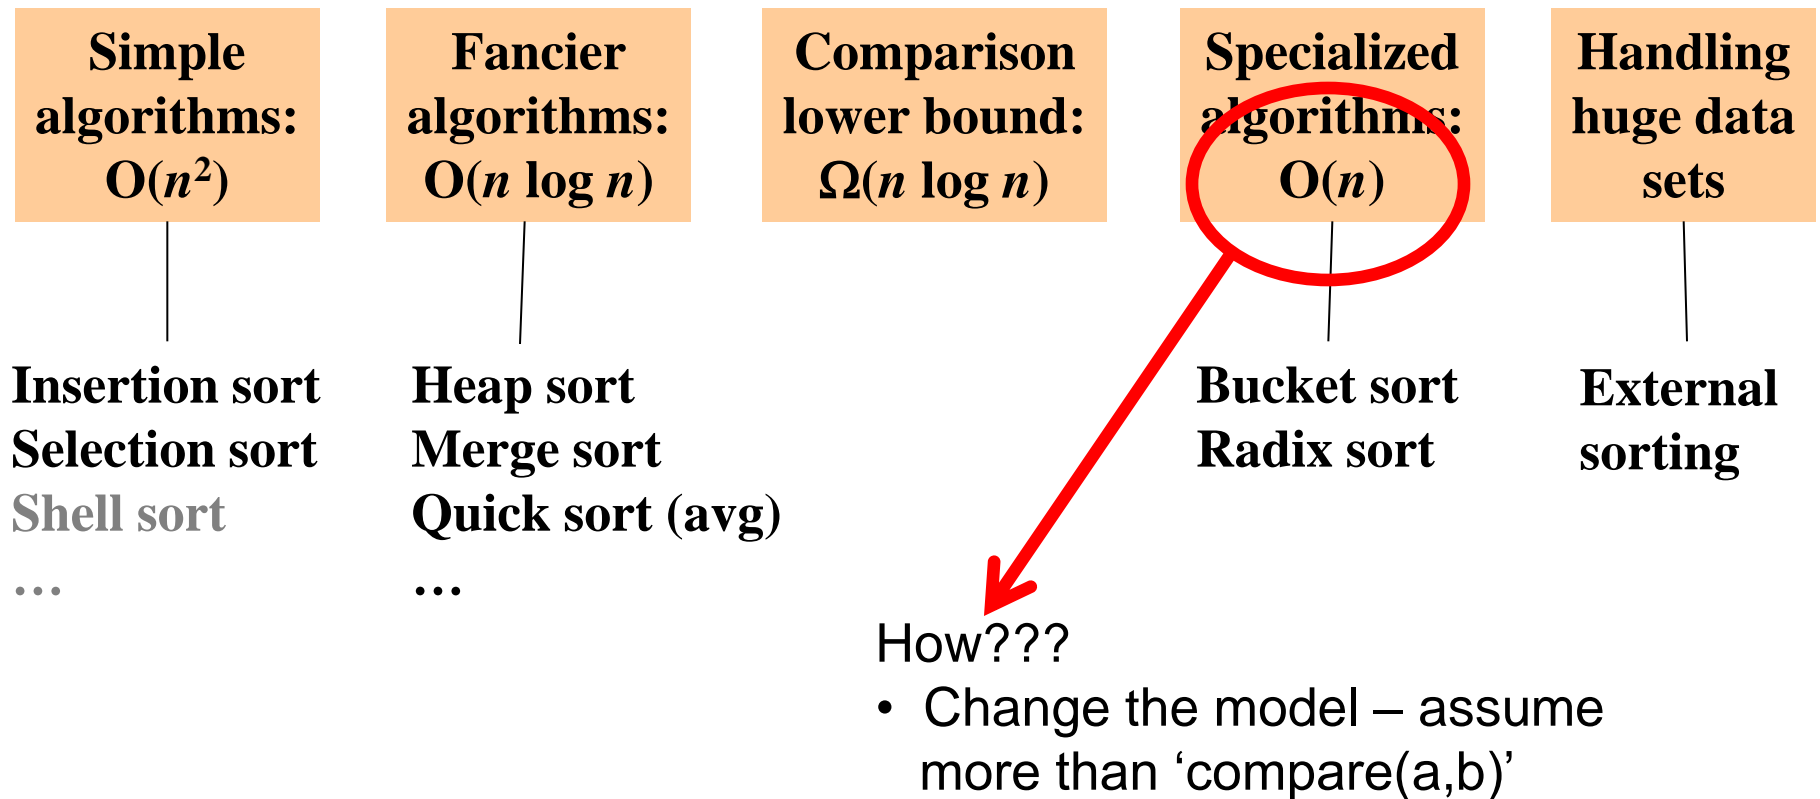 Simple
algorithms:
O(n²)
Fancier
algorithms:
O(n log n)
Comparison
lower bound:
Ω(n log n)
Specialized
algorithms:
O(n)
Handling
huge data
sets
Insertion sort
Selection sort
Shell sort
…
Heap sort
Merge sort
Quick sort (avg)
…
Bucket sort
Radix sort
External
sorting
How???
• Change the model – assume
more than ‘compare(a,b)’